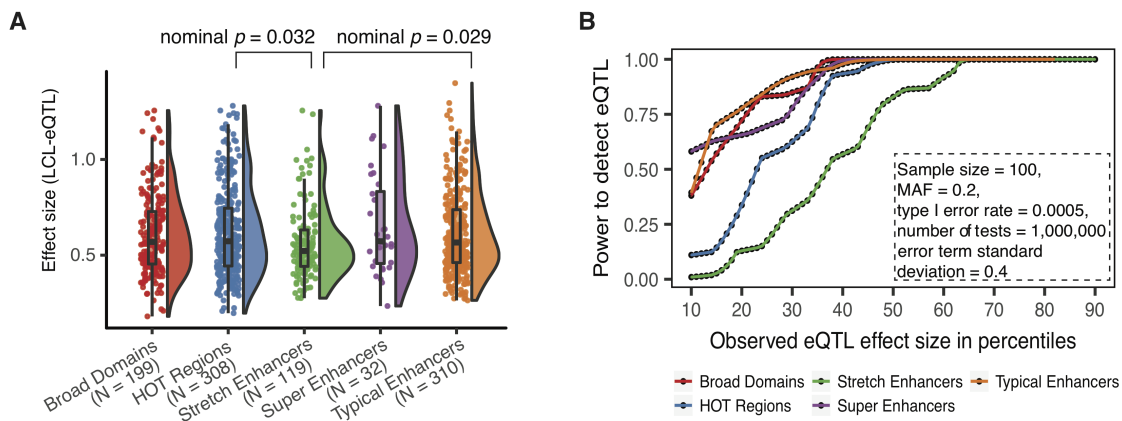 A
nominal p = 0.032
nominal p = 0.029
Effect size (LCL-eQTL)
1.0
0.5
Broad Domains
(N = 199)
HOT Regions
(N = 308)
Stretch Enhancers
(N = 119)
Super Enhancers
(N = 32)
Typical Enhancers
(N = 310)
B
Power to detect eQTL
1.00
0.75
0.50
0.25
0.00
Sample size = 100,
MAF = 0.2,
type I error rate = 0.0005,
number of tests = 1,000,000
error term standard
deviation = 0.4
10 20 30 40 50 60 70 80 90
Observed eQTL effect size in percentiles
Broad Domains Stretch Enhancers Typical Enhancers
HOT Regions Super Enhancers